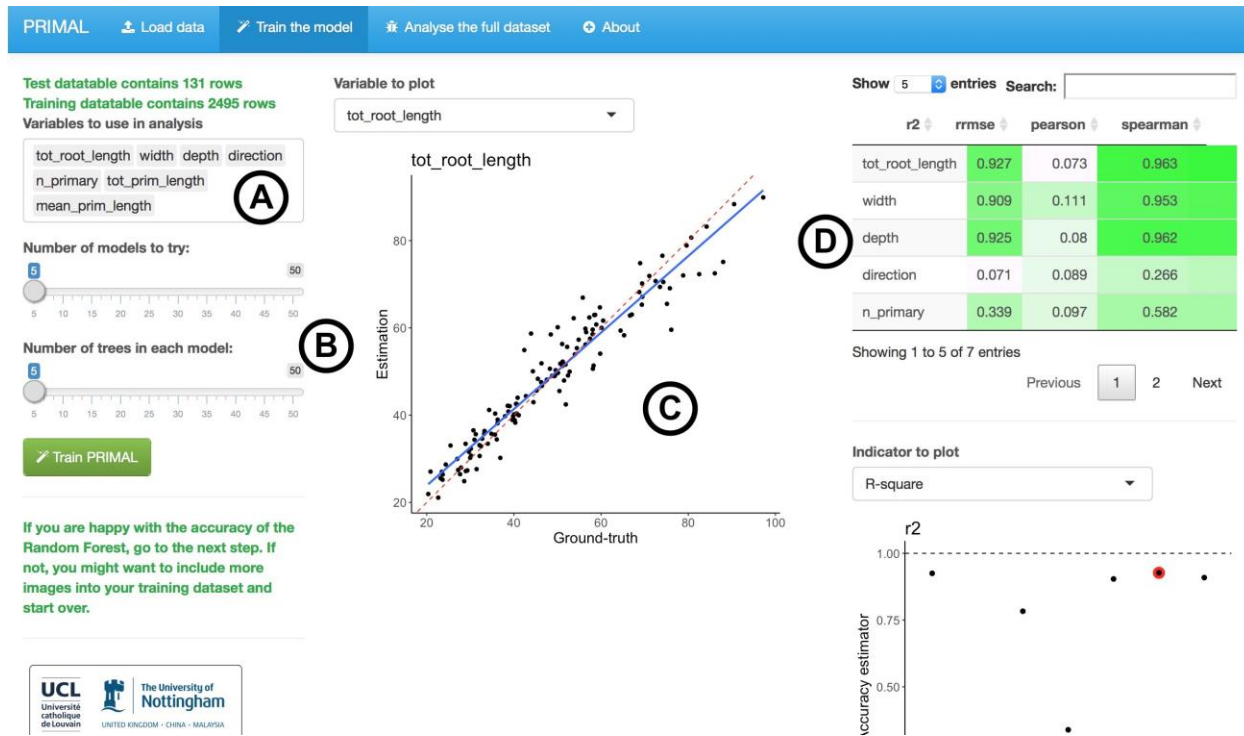 PRIMAL Load data Train the model Analyse the full dataset About
Test datatable contains 131 rows
Training datatable contains 2495 rows
Variables to use in analysis
tot_root_length width depth direction
n_primary tot_prim_length
mean_prim_length
A
Number of models to try:
5 50
5 10 15 20 25 30 35 40 45 50
B
Number of trees in each model:
5 50
5 10 15 20 25 30 35 40 45 50
Train PRIMAL
If you are happy with the accuracy of the
Random Forest, go to the next step. If
not, you might want to include more
images into your training dataset and
start over.
UCL
Université
catholique
de Louvain
The University of
Nottingham
UNITED KINGDOM · CHINA · MALAYSIA
Variable to plot
tot_root_length
tot_root_length
80
60
40
20
Estimation
C
20 40 60 80 100
Ground-truth
Show 5 entries Search:
r2 rrmse pearson spearman
tot_root_length 0.927 0.073 0.963
width 0.909 0.111 0.953
D
depth 0.925 0.08 0.962
direction 0.071 0.089 0.266
n_primary 0.339 0.097 0.582
Showing 1 to 5 of 7 entries
Previous 1 2 Next
Indicator to plot
R-square
r2
1.00
0.75
0.50
Accuracy estimator